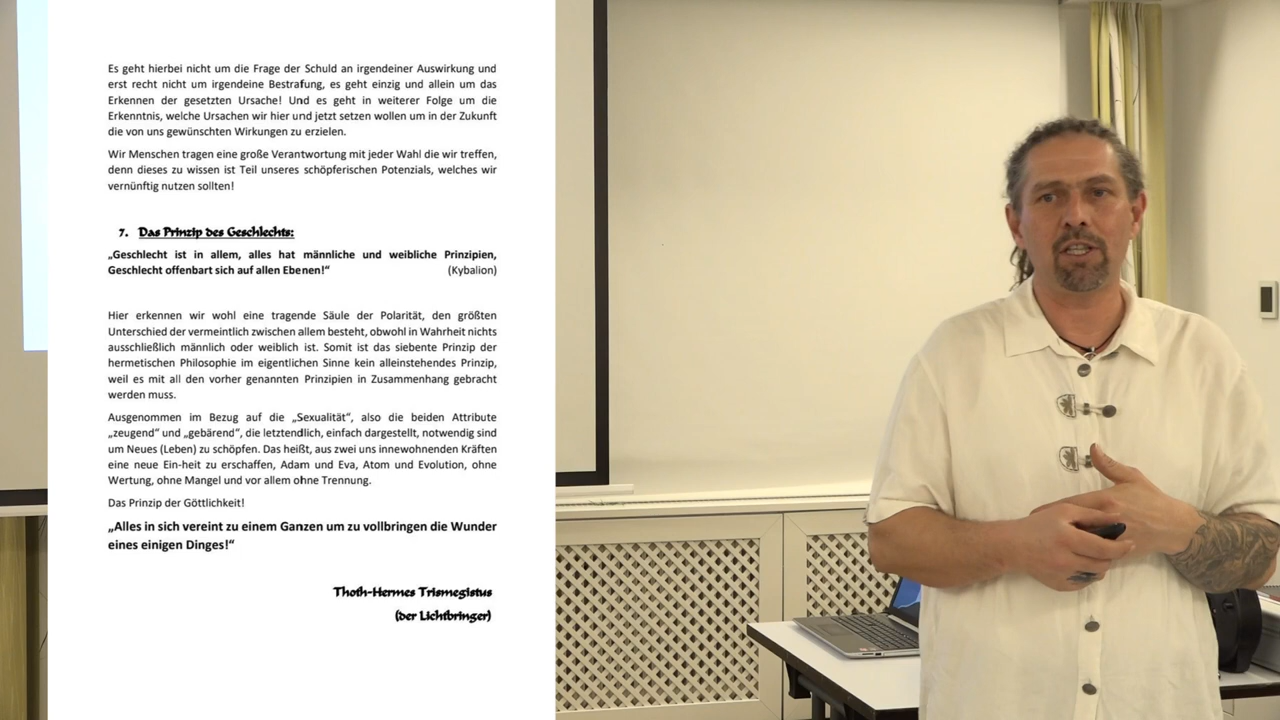 Es geht hierbei nicht um die Frage der Schuld an irgendeiner Auswirkung und
erst recht nicht um irgendeine Bestrafung, es geht einzig und allein um das
Erkennen der gesetzten Ursache! Und es geht in weiterer Folge um die
Erkenntnis, welche Ursachen wir hier und jetzt setzen wollen um in der Zukunft
die von uns gewünschten Wirkungen zu erzielen.
Wir Menschen tragen eine große Verantwortung mit jeder Wahl die wir treffen,
denn dieses zu wissen ist Teil unseres schöpferischen Potenzials, welches wir
vernünftig nutzen sollten!
7. Das Prinzip des Geschlechts:
„Geschlecht ist in allem, alles hat männliche und weibliche Prinzipien,
Geschlecht offenbart sich auf allen Ebenen!“ (Kybalion)
Hier erkennen wir wohl eine tragende Säule der Polarität, den größten
Unterschied der vermeintlich zwischen allem besteht, obwohl in Wahrheit nichts
ausschließlich männlich oder weiblich ist. Somit ist das siebente Prinzip der
hermetischen Philosophie im eigentlichen Sinne kein alleinstehendes Prinzip,
weil es mit all den vorher genannten Prinzipien in Zusammenhang gebracht
werden muss.
Ausgenommen im Bezug auf die „Sexualität“, also die beiden Attribute
„zeugend“ und „gebärend“, die letztendlich, einfach dargestellt, notwendig sind
um Neues (Leben) zu schöpfen. Das heißt, aus zwei uns innewohnenden Kräften
eine neue Ein-heit zu erschaffen, Adam und Eva, Atom und Evolution, ohne
Wertung, ohne Mangel und vor allem ohne Trennung.
Das Prinzip der Göttlichkeit!
„Alles in sich vereint zu einem Ganzen um zu vollbringen die Wunder
eines einigen Dinges!“
Thoth-Hermes Trismegistus
(der Lichtbringer)